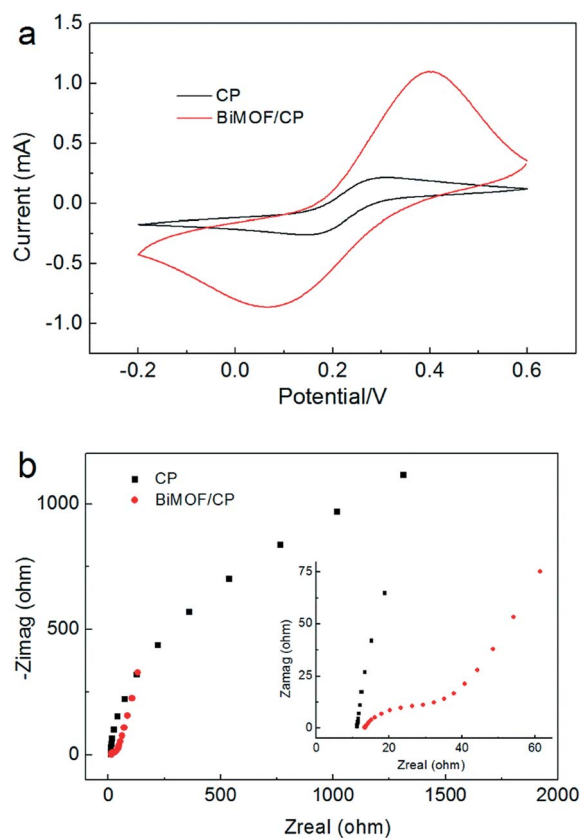 a
1.5
1.0
0.5
0.0
-0.5
-1.0
Current (mA)
CP
BiMOF/CP
-0.2 0.0 0.2 0.4 0.6
Potential/V
b
1000
500
0
-Zimag (ohm)
CP
BiMOF/CP
75
50
25
0
Zamag (ohm)
0 20 40 60
Zreal (ohm)
0 500 1000 1500 2000
Zreal (ohm)